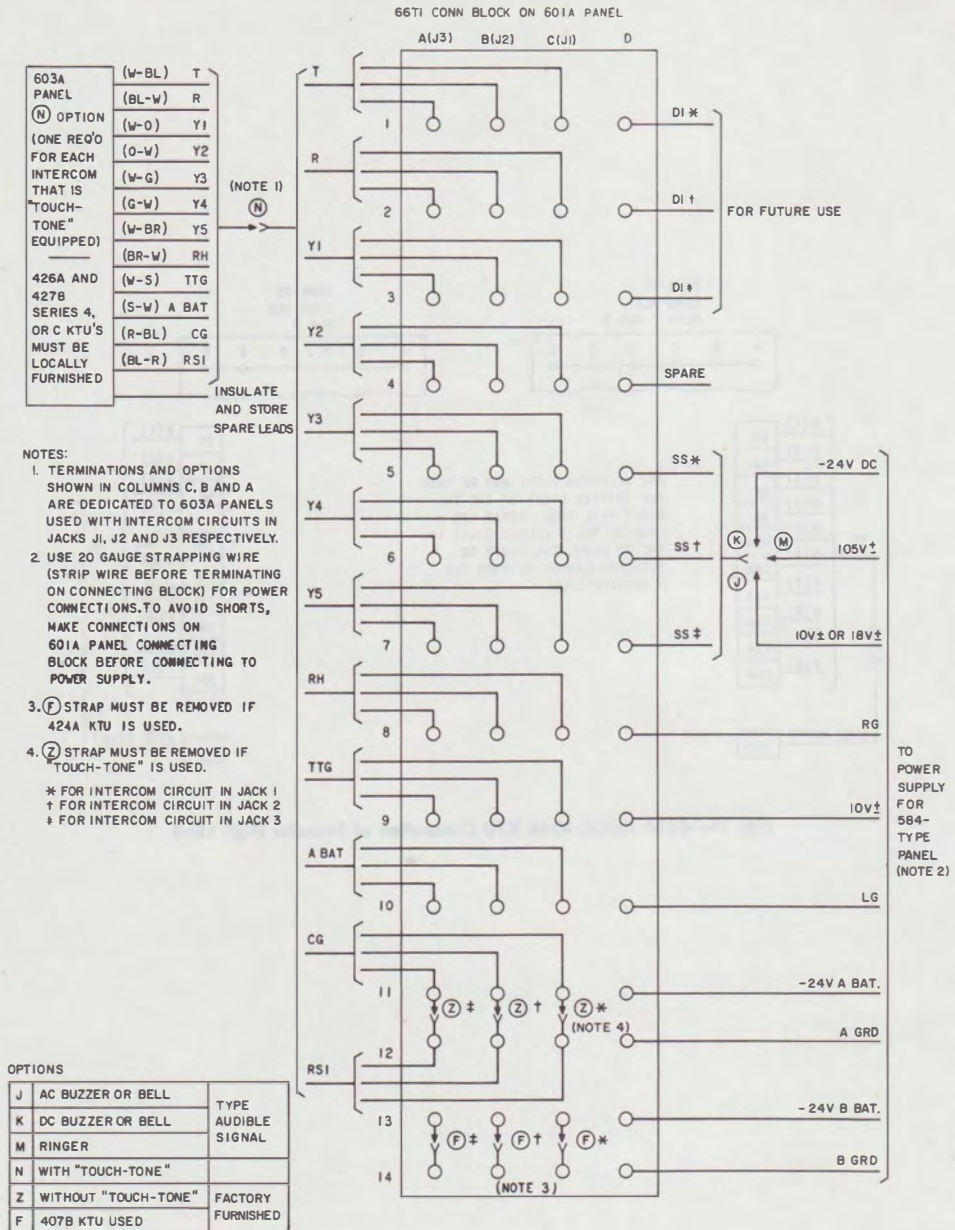 66TI CONN BLOCK ON 601A PANEL
A(J3) B(J2) C(J1) D
603A
PANEL
(N) OPTION
(ONE REQ'D
FOR EACH
INTERCOM
THAT IS
"TOUCH-
TONE"
EQUIPPED)
426A AND
427B
SERIES 4,
OR C KTU'S
MUST BE
LOCALLY
FURNISHED
(W-BL) T
(BL-W) R
(W-O) Y1
(O-W) Y2
(W-G) Y3
(G-W) Y4
(W-BR) Y5
(BR-W) RH
(W-S) TTG
(S-W) A BAT
(R-BL) CG
(BL-R) RS1
(NOTE 1)
N
INSULATE
AND STORE
SPARE LEADS
T
1
DI *
R
2
DI †
FOR FUTURE USE
Y1
3
DI ‡
Y2
4
SPARE
Y3
5
SS *
-24V DC
Y4
6
SS †
K
M
J
105V±
Y5
7
SS ‡
10V± OR 18V±
RH
8
RG
TTG
9
10V±
A BAT
10
LG
CG
11
-24V A BAT.
Z ‡ Z † Z *
(NOTE 4)
A GRD
12
RS1
13
-24V B BAT.
F ‡ F † F *
14
B GRD
(NOTE 3)
TO
POWER
SUPPLY
FOR
584-
TYPE
PANEL
(NOTE 2)
NOTES:
1. TERMINATIONS AND OPTIONS
SHOWN IN COLUMNS C, B AND A
ARE DEDICATED TO 603A PANELS
USED WITH INTERCOM CIRCUITS IN
JACKS J1, J2 AND J3 RESPECTIVELY.
2. USE 20 GAUGE STRAPPING WIRE
(STRIP WIRE BEFORE TERMINATING
ON CONNECTING BLOCK) FOR POWER
CONNECTIONS. TO AVOID SHORTS,
MAKE CONNECTIONS ON
601A PANEL CONNECTING
BLOCK BEFORE CONNECTING TO
POWER SUPPLY.
3. (F) STRAP MUST BE REMOVED IF
424A KTU IS USED.
4. (Z) STRAP MUST BE REMOVED IF
"TOUCH-TONE" IS USED.
* FOR INTERCOM CIRCUIT IN JACK 1
† FOR INTERCOM CIRCUIT IN JACK 2
‡ FOR INTERCOM CIRCUIT IN JACK 3
OPTIONS
J AC BUZZER OR BELL
K DC BUZZER OR BELL
M RINGER
TYPE
AUDIBLE
SIGNAL
N WITH "TOUCH-TONE"
Z WITHOUT "TOUCH-TONE"
F 407B KTU USED
FACTORY
FURNISHED